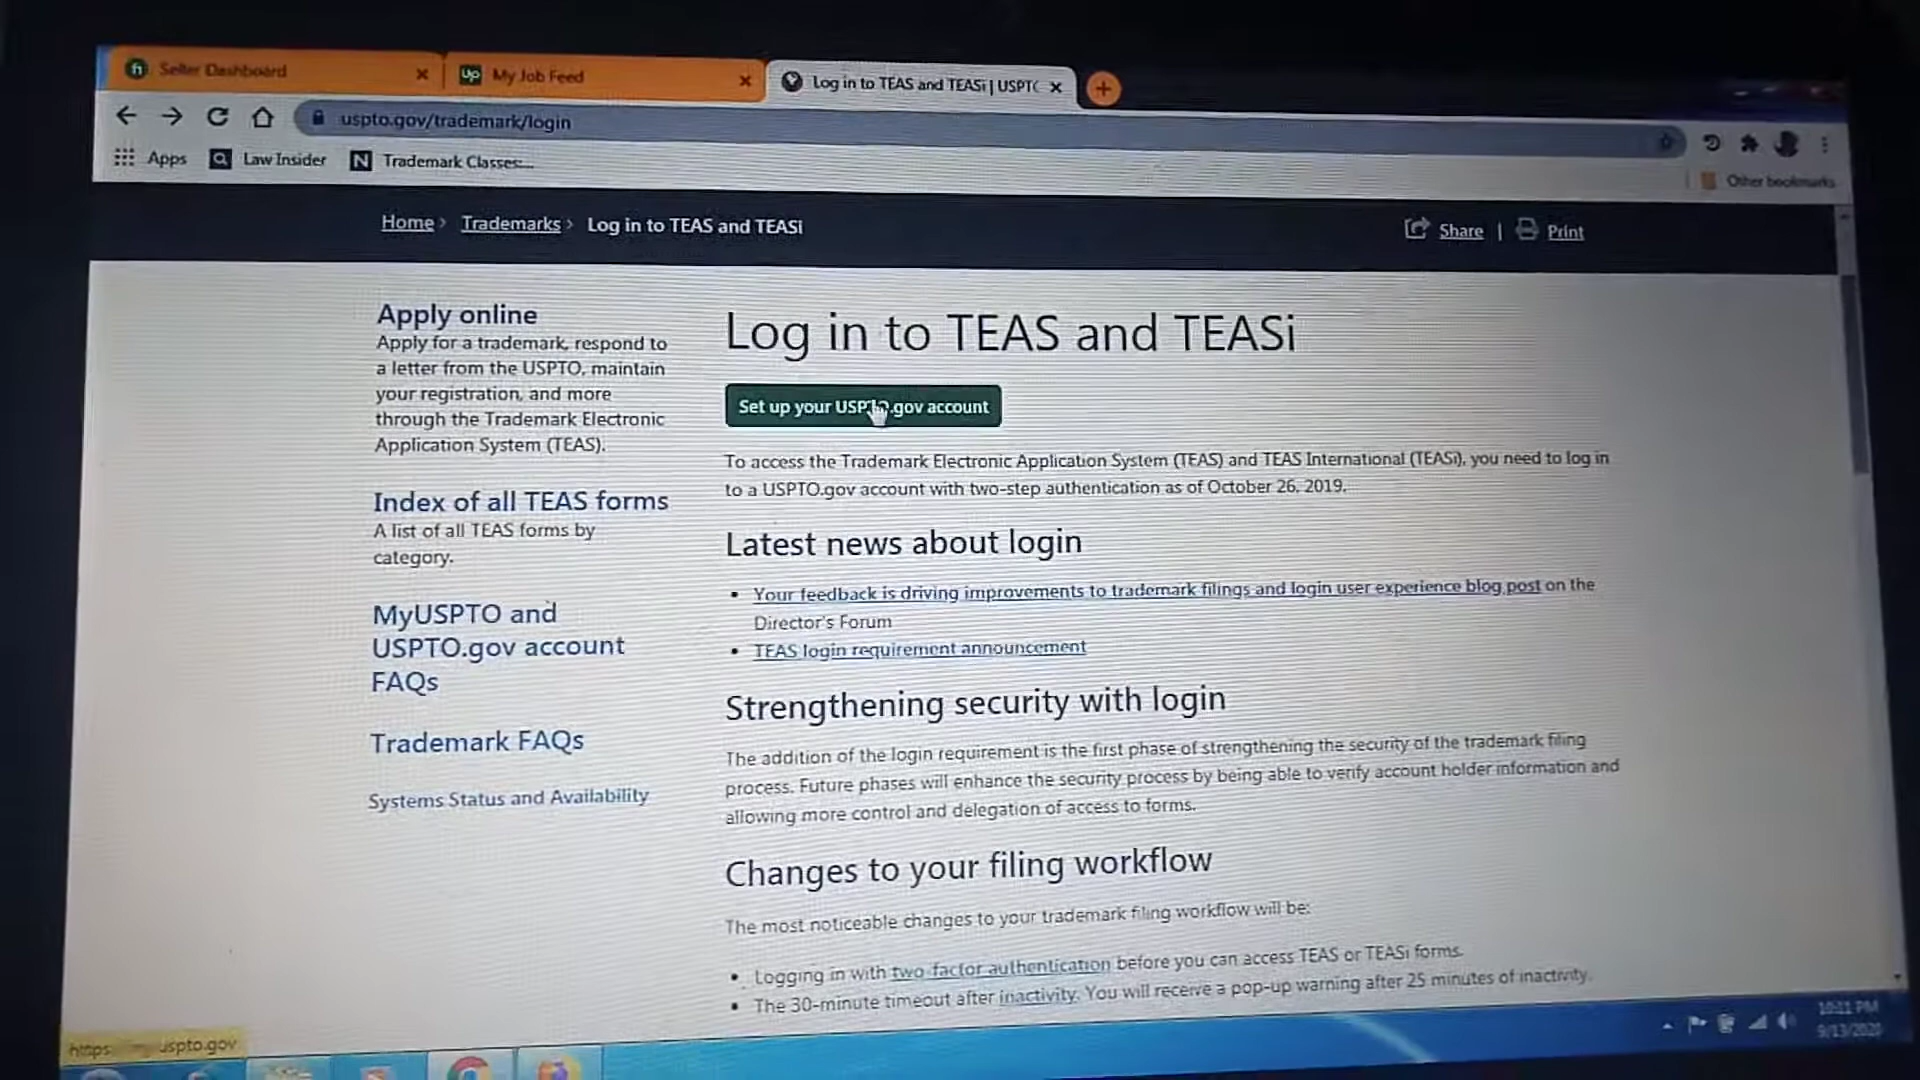 Seller Dashboard
My Job Feed
Log in to TEAS and TEASi | USPTO
uspto.gov/trademark/login
Apps
Law Insider
Trademark Classes:...
Other bookmarks
Home › Trademarks › Log in to TEAS and TEASi
Share | Print
Apply online
Apply for a trademark, respond to
a letter from the USPTO, maintain
your registration, and more
through the Trademark Electronic
Application System (TEAS).
Index of all TEAS forms
A list of all TEAS forms by
category.
MyUSPTO and
USPTO.gov account
FAQs
Trademark FAQs
Systems Status and Availability
Log in to TEAS and TEASi
Set up your USPTO.gov account
To access the Trademark Electronic Application System (TEAS) and TEAS International (TEASi), you need to log in
to a USPTO.gov account with two-step authentication as of October 26, 2019.
Latest news about login
• Your feedback is driving improvements to trademark filings and login user experience blog post on the
Director's Forum
• TEAS login requirement announcement
Strengthening security with login
The addition of the login requirement is the first phase of strengthening the security of the trademark filing
process. Future phases will enhance the security process by being able to verify account holder information and
allowing more control and delegation of access to forms.
Changes to your filing workflow
The most noticeable changes to your trademark filing workflow will be:
• Logging in with two-factor authentication before you can access TEAS or TEASi forms.
• The 30-minute timeout after inactivity. You will receive a pop-up warning after 25 minutes of inactivity.
10:11 PM
9/13/2020